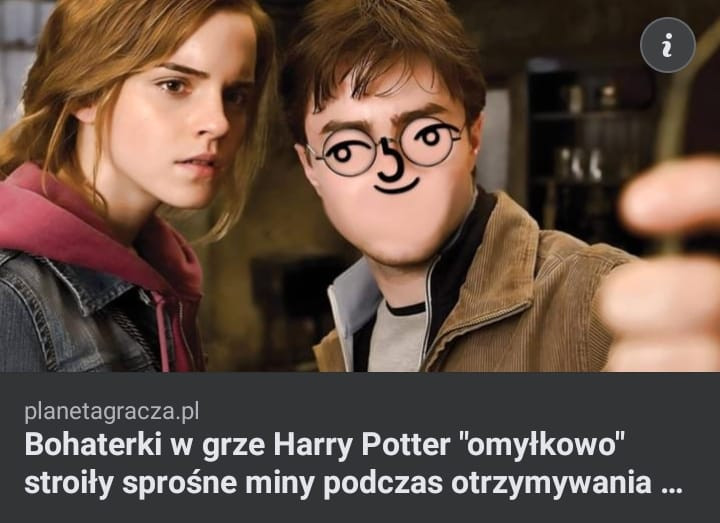 planetagracza.pl
Bohaterki w grze Harry Potter "omyłkowo"
stroiły sprośne miny podczas otrzymywania ...